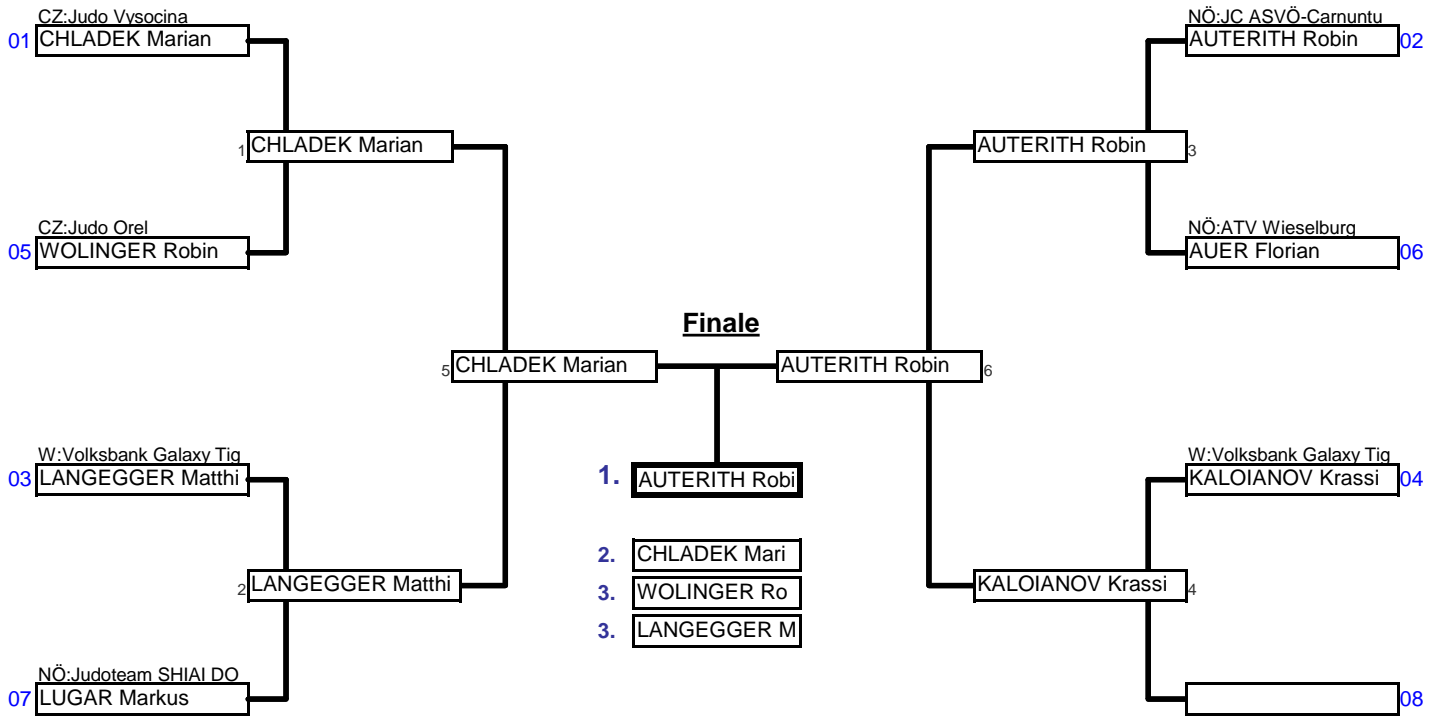 CZ:Judo Vysocina
01 CHLADEK Marian
NÖ:JC ASVÖ-Carnuntu
AUTERITH Robin 02
1 CHLADEK Marian
AUTERITH Robin 3
CZ:Judo Orel
05 WOLINGER Robin
NÖ:ATV Wieselburg
AUER Florian 06
Finale
5 CHLADEK Marian
AUTERITH Robin 6
W:Volksbank Galaxy Tig
03 LANGEGGER Matthi
1. AUTERITH Robi
W:Volksbank Galaxy Tig
KALOIANOV Krassi 04
2. CHLADEK Mari
2 LANGEGGER Matthi
3. WOLINGER Ro
KALOIANOV Krassi 4
3. LANGEGGER M
NÖ:Judoteam SHIAI DO
07 LUGAR Markus
08